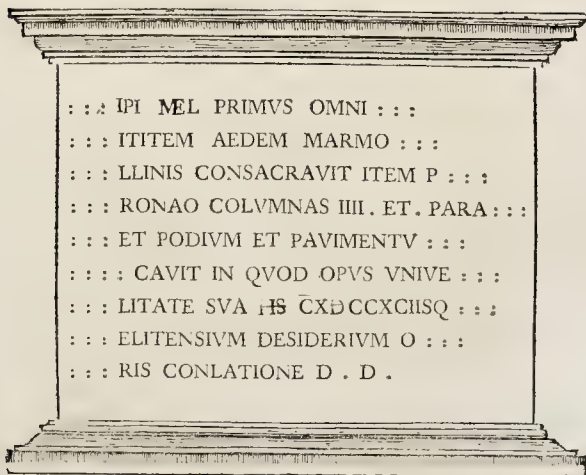 ::: IPI MEL PRIMVS OMNI :::
::: ITITEM AEDEM MARMO :::
::: LLINIS CONSACRAVIT ITEM P :::
::: RONAO COLVMNAS IIII . ET . PARA :::
::: ET PODIVM ET PAVIMENTV :::
:::: CAVIT IN QVOD OPVS VNIVE :::
::: LITATE SVA HS C̅X̅DCCXCIISQ :::
::: ELITENSIVM DESIDERIVM O :::
::: RIS CONLATIONE D . D .